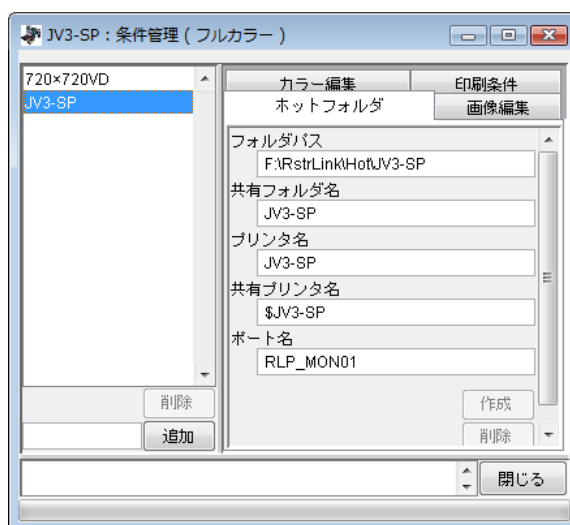 JV3-SP：条件管理 ( フルカラー )
720×720VD
JV3-SP
カラー編集
印刷条件
ホットフォルダ
画像編集
フォルダパス
F:\RstrLink\Hot\JV3-SP
共有フォルダ名
JV3-SP
プリンタ名
JV3-SP
共有プリンタ名
$JV3-SP
ポート名
RLP_MON01
削除
作成
追加
削除
閉じる